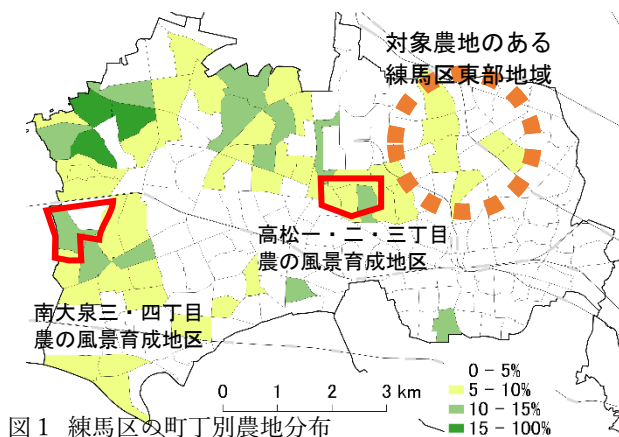 対象農地のある
練馬区東部地域
高松一・二・三丁目
農の風景育成地区
南大泉三・四丁目
農の風景育成地区
0 1 2 3 km
0 - 5%
5 - 10%
10 - 15%
15 - 100%
図1 練馬区の町丁別農地分布